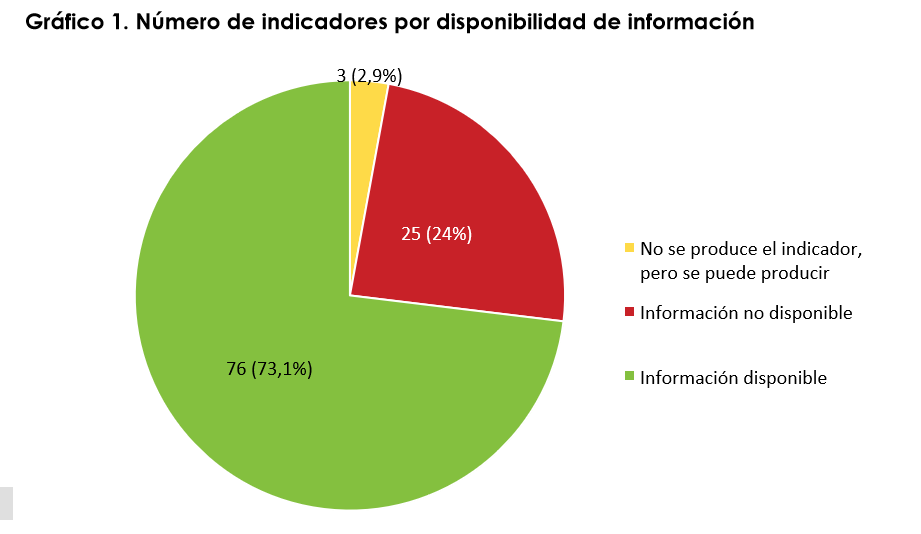 Gráfico 1. Número de indicadores por disponibilidad de información
3 (2,9%)
25 (24%)
76 (73,1%)
No se produce el indicador,
pero se puede producir
Información no disponible
Información disponible